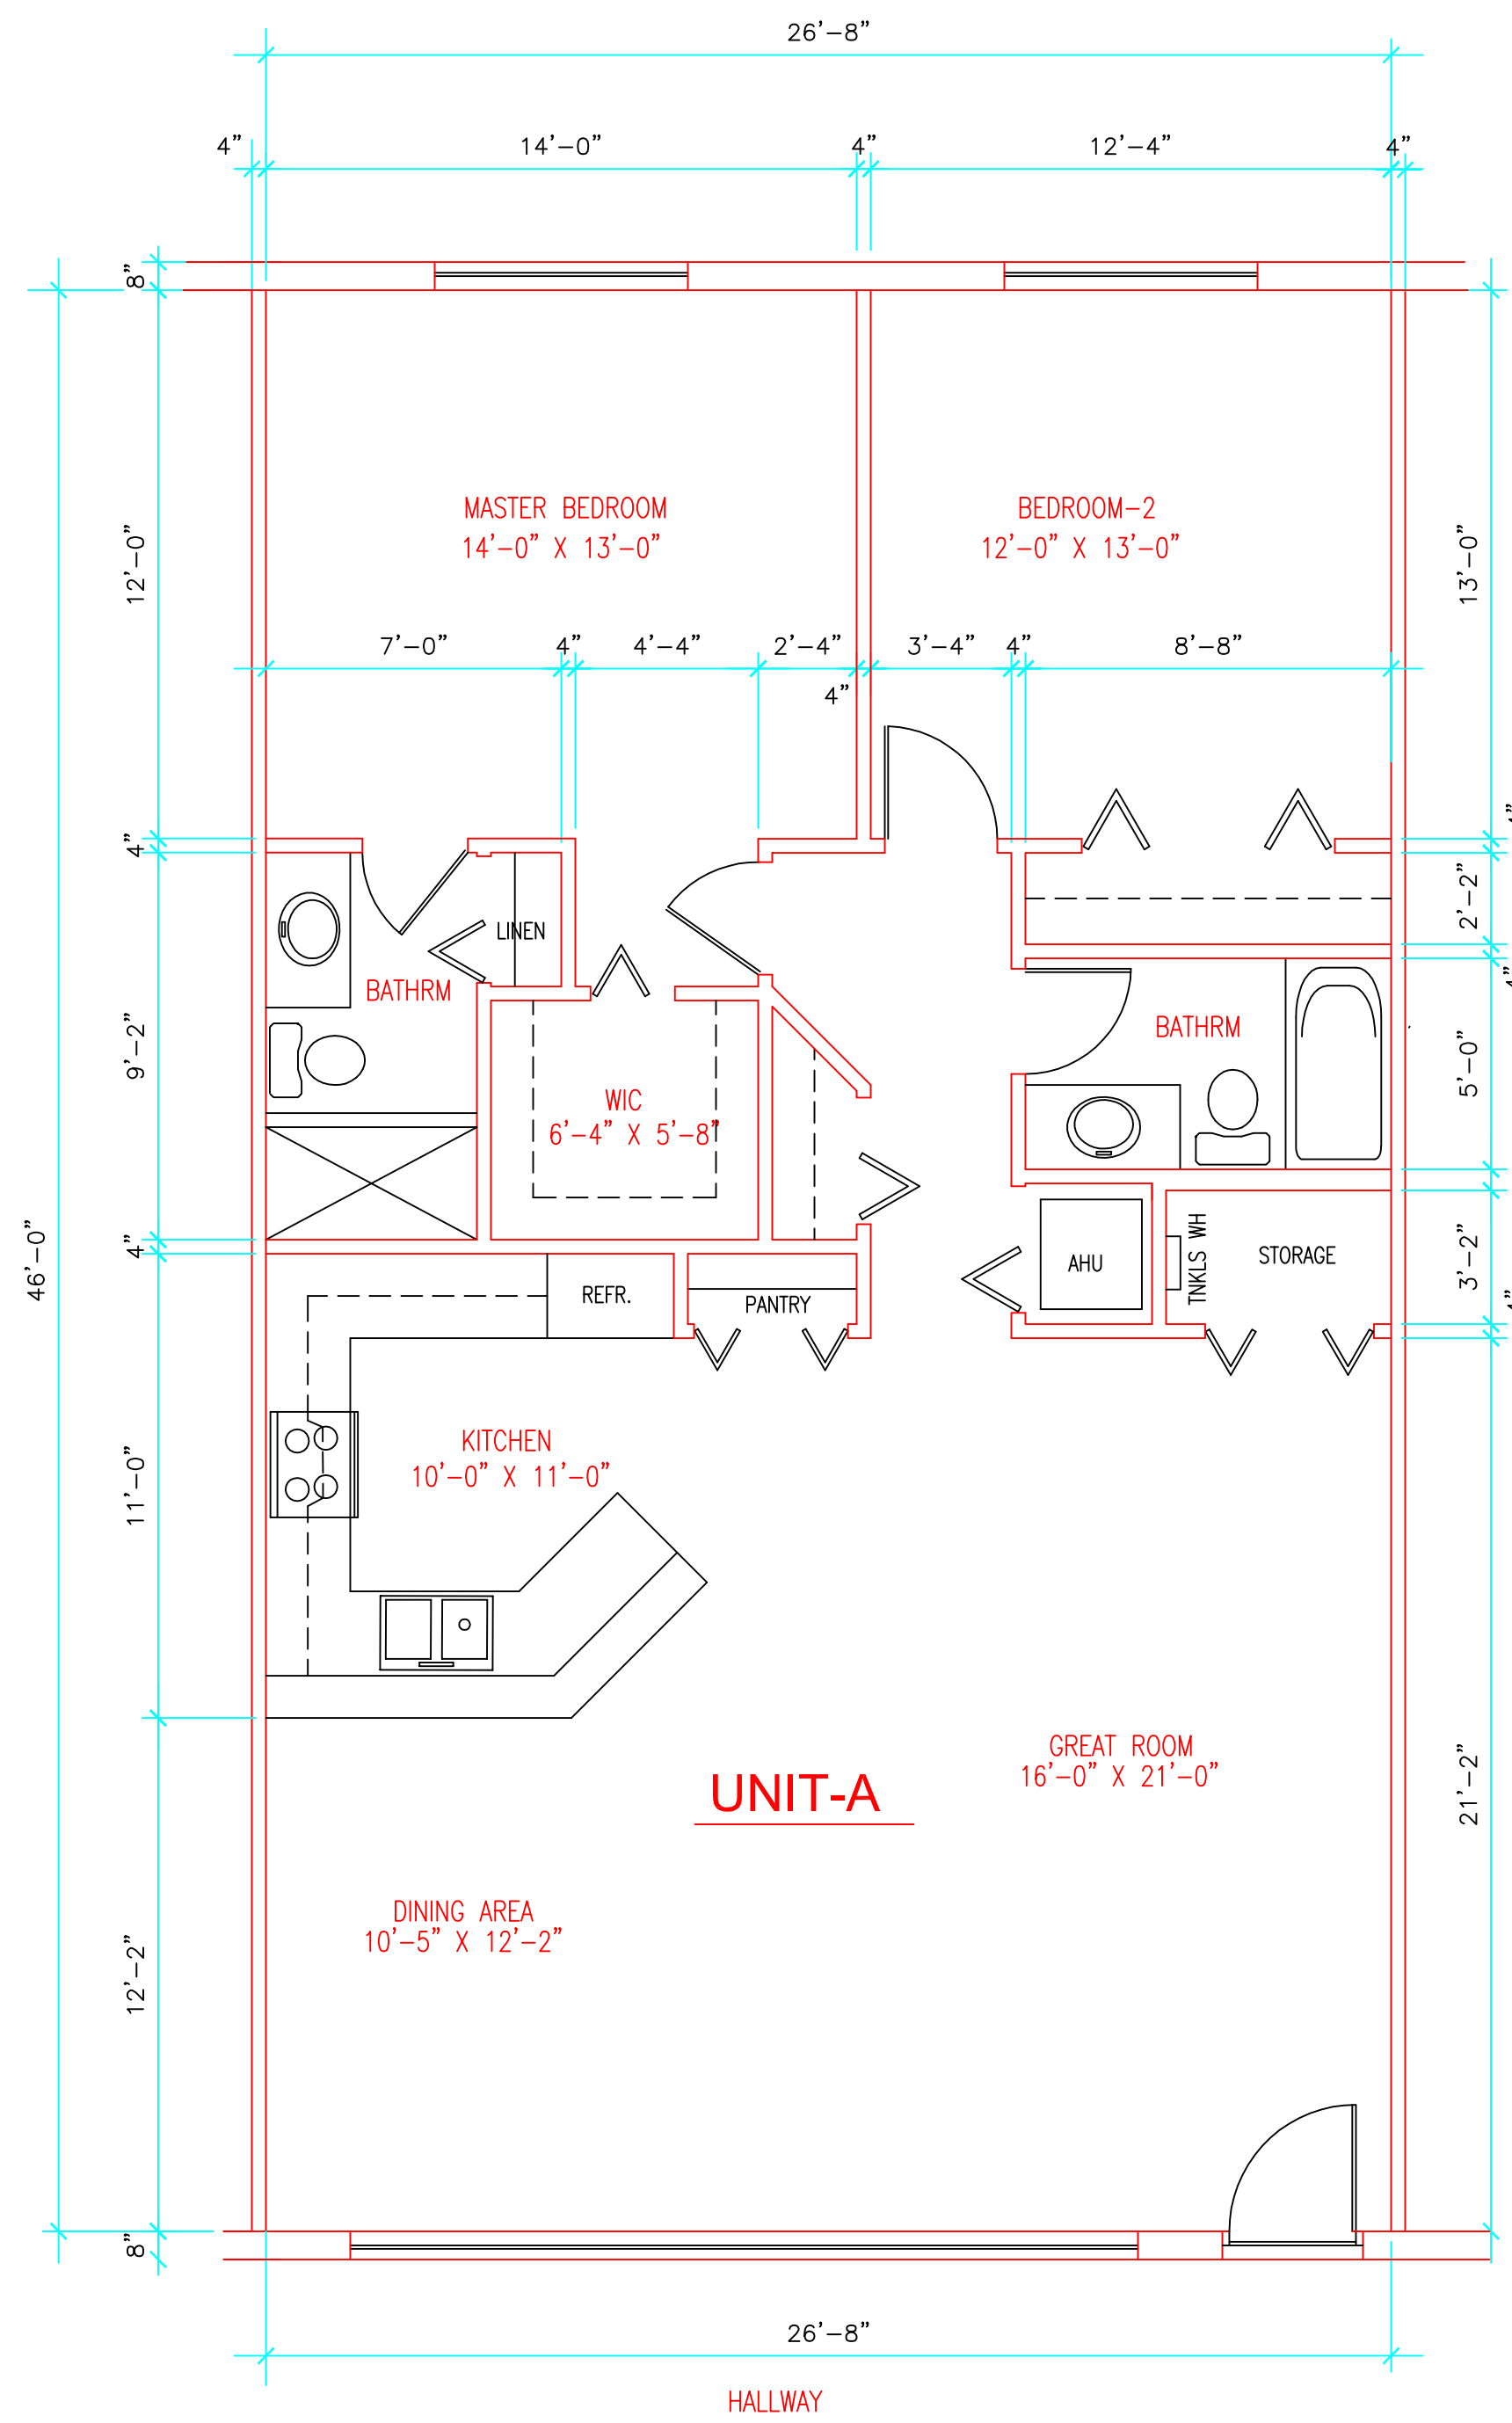 26'-8"
4" 14'-0" 4" 12'-4" 4"
8"
MASTER BEDROOM
14'-0" X 13'-0"
BEDROOM-2
12'-0" X 13'-0"
12'-0"
13'-0"
7'-0" 4" 4'-4" 2'-4" 3'-4" 4" 8'-8"
4"
4"
2'-2"
LINEN
BATHRM
BATHRM
9'-2"
4"
5'-0"
WIC
6'-4" X 5'-8"
46'-0"
4"
TNKLS WH
STORAGE
AHU
3'-2"
REFR.
PANTRY
4"
KITCHEN
10'-0" X 11'-0"
11'-0"
GREAT ROOM
16'-0" X 21'-0"
21'-2"
UNIT-A
DINING AREA
10'-5" X 12'-2"
12'-2"
8"
26'-8"
HALLWAY